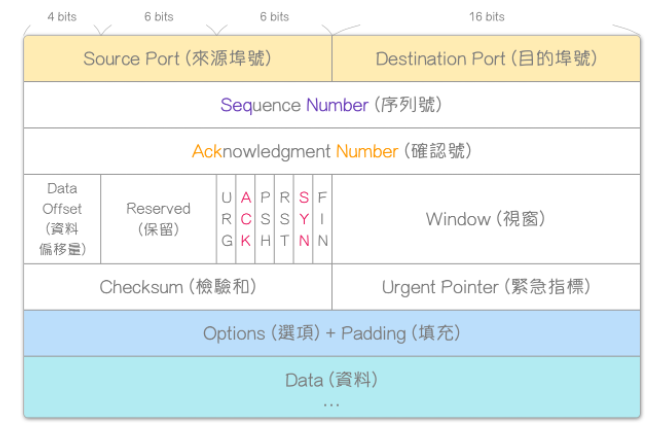 4 bits 6 bits 6 bits 16 bits
Source Port (來源埠號) Destination Port (目的埠號)
Sequence Number (序列號)
Acknowledgment Number (確認號)
Data
Offset
(資料
偏移量)
Reserved
(保留)
URG
ACK
PSH
RST
SYN
FIN
Window (視窗)
Checksum (檢驗和) Urgent Pointer (緊急指標)
Options (選項) + Padding (填充)
Data (資料)
...